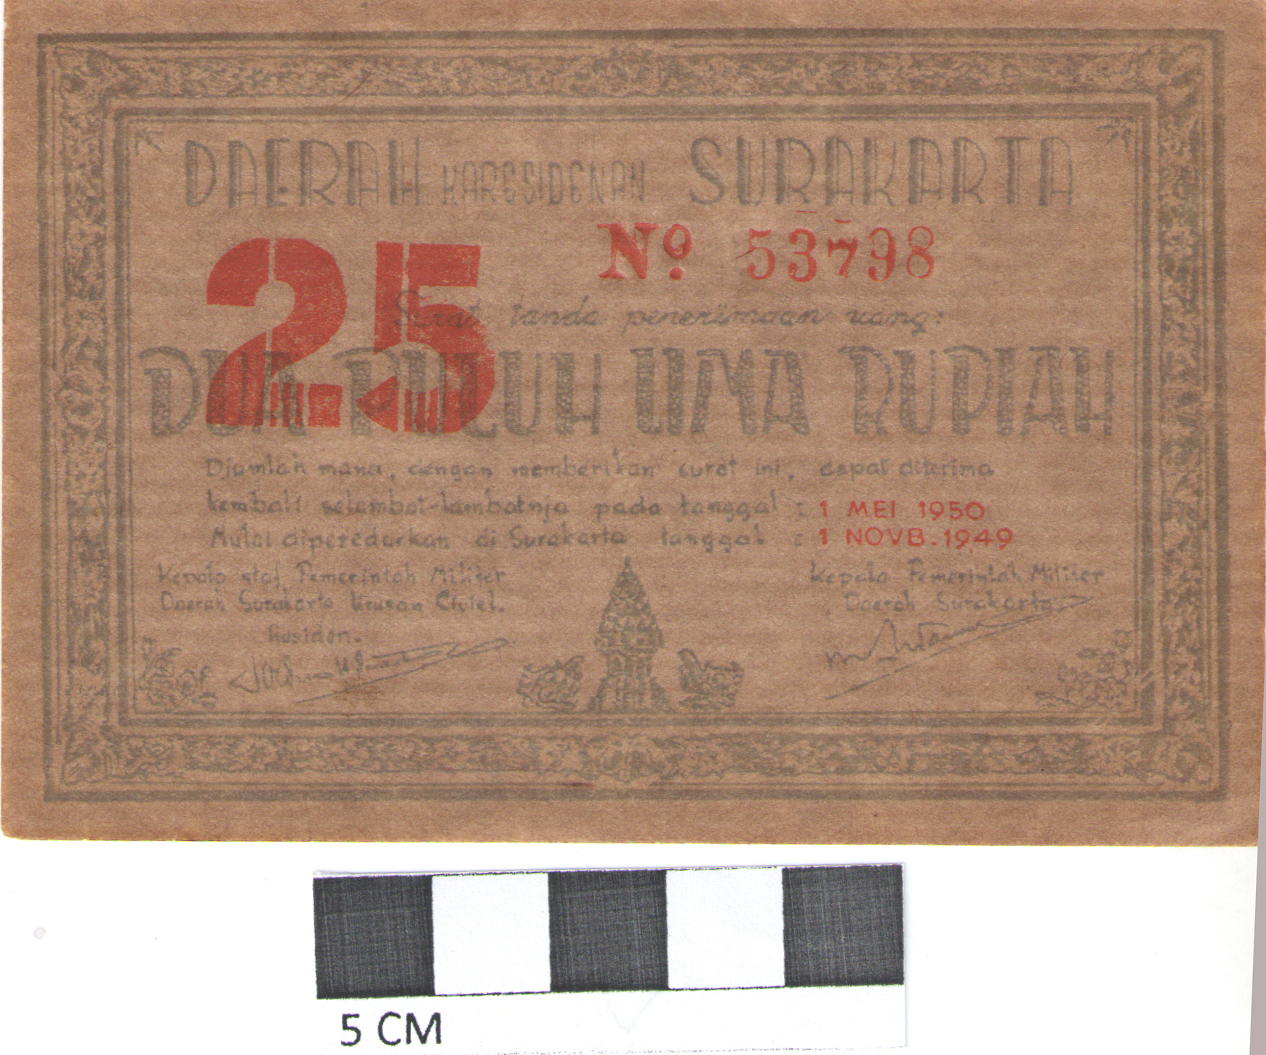 DAERAH KARESIDENAN SURAKARTA
No 53798
25
Surat tanda penerimaan uang:
DUA PULUH LIMA RUPIAH
Djumlah mana, dengan memberikan surat ini, dapat diterima
kembali selambat-lambatnja pada tanggal : 1 MEI 1950
Mulai diperedarkan di Surakarta tanggal : 1 NOVB. 1949
Kepala staf Pemerintah Militer
Daerah Surakarta Urusan Civiel.
Residen.
Kepala Pemerintah Militer
Daerah Surakarta
5 CM